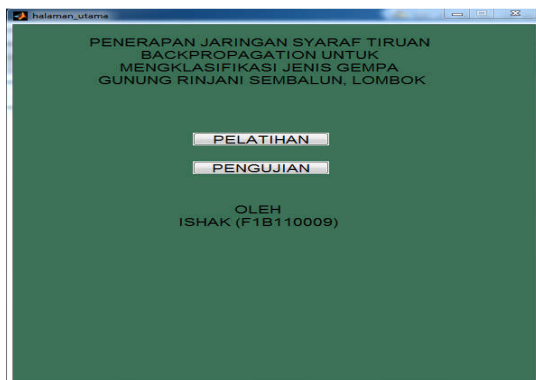 halaman_utama
PENERAPAN JARINGAN SYARAF TIRUAN
BACKPROPAGATION UNTUK
MENGKLASIFIKASI JENIS GEMPA
GUNUNG RINJANI SEMBALUN, LOMBOK
PELATIHAN
PENGUJIAN
OLEH
ISHAK (F1B110009)